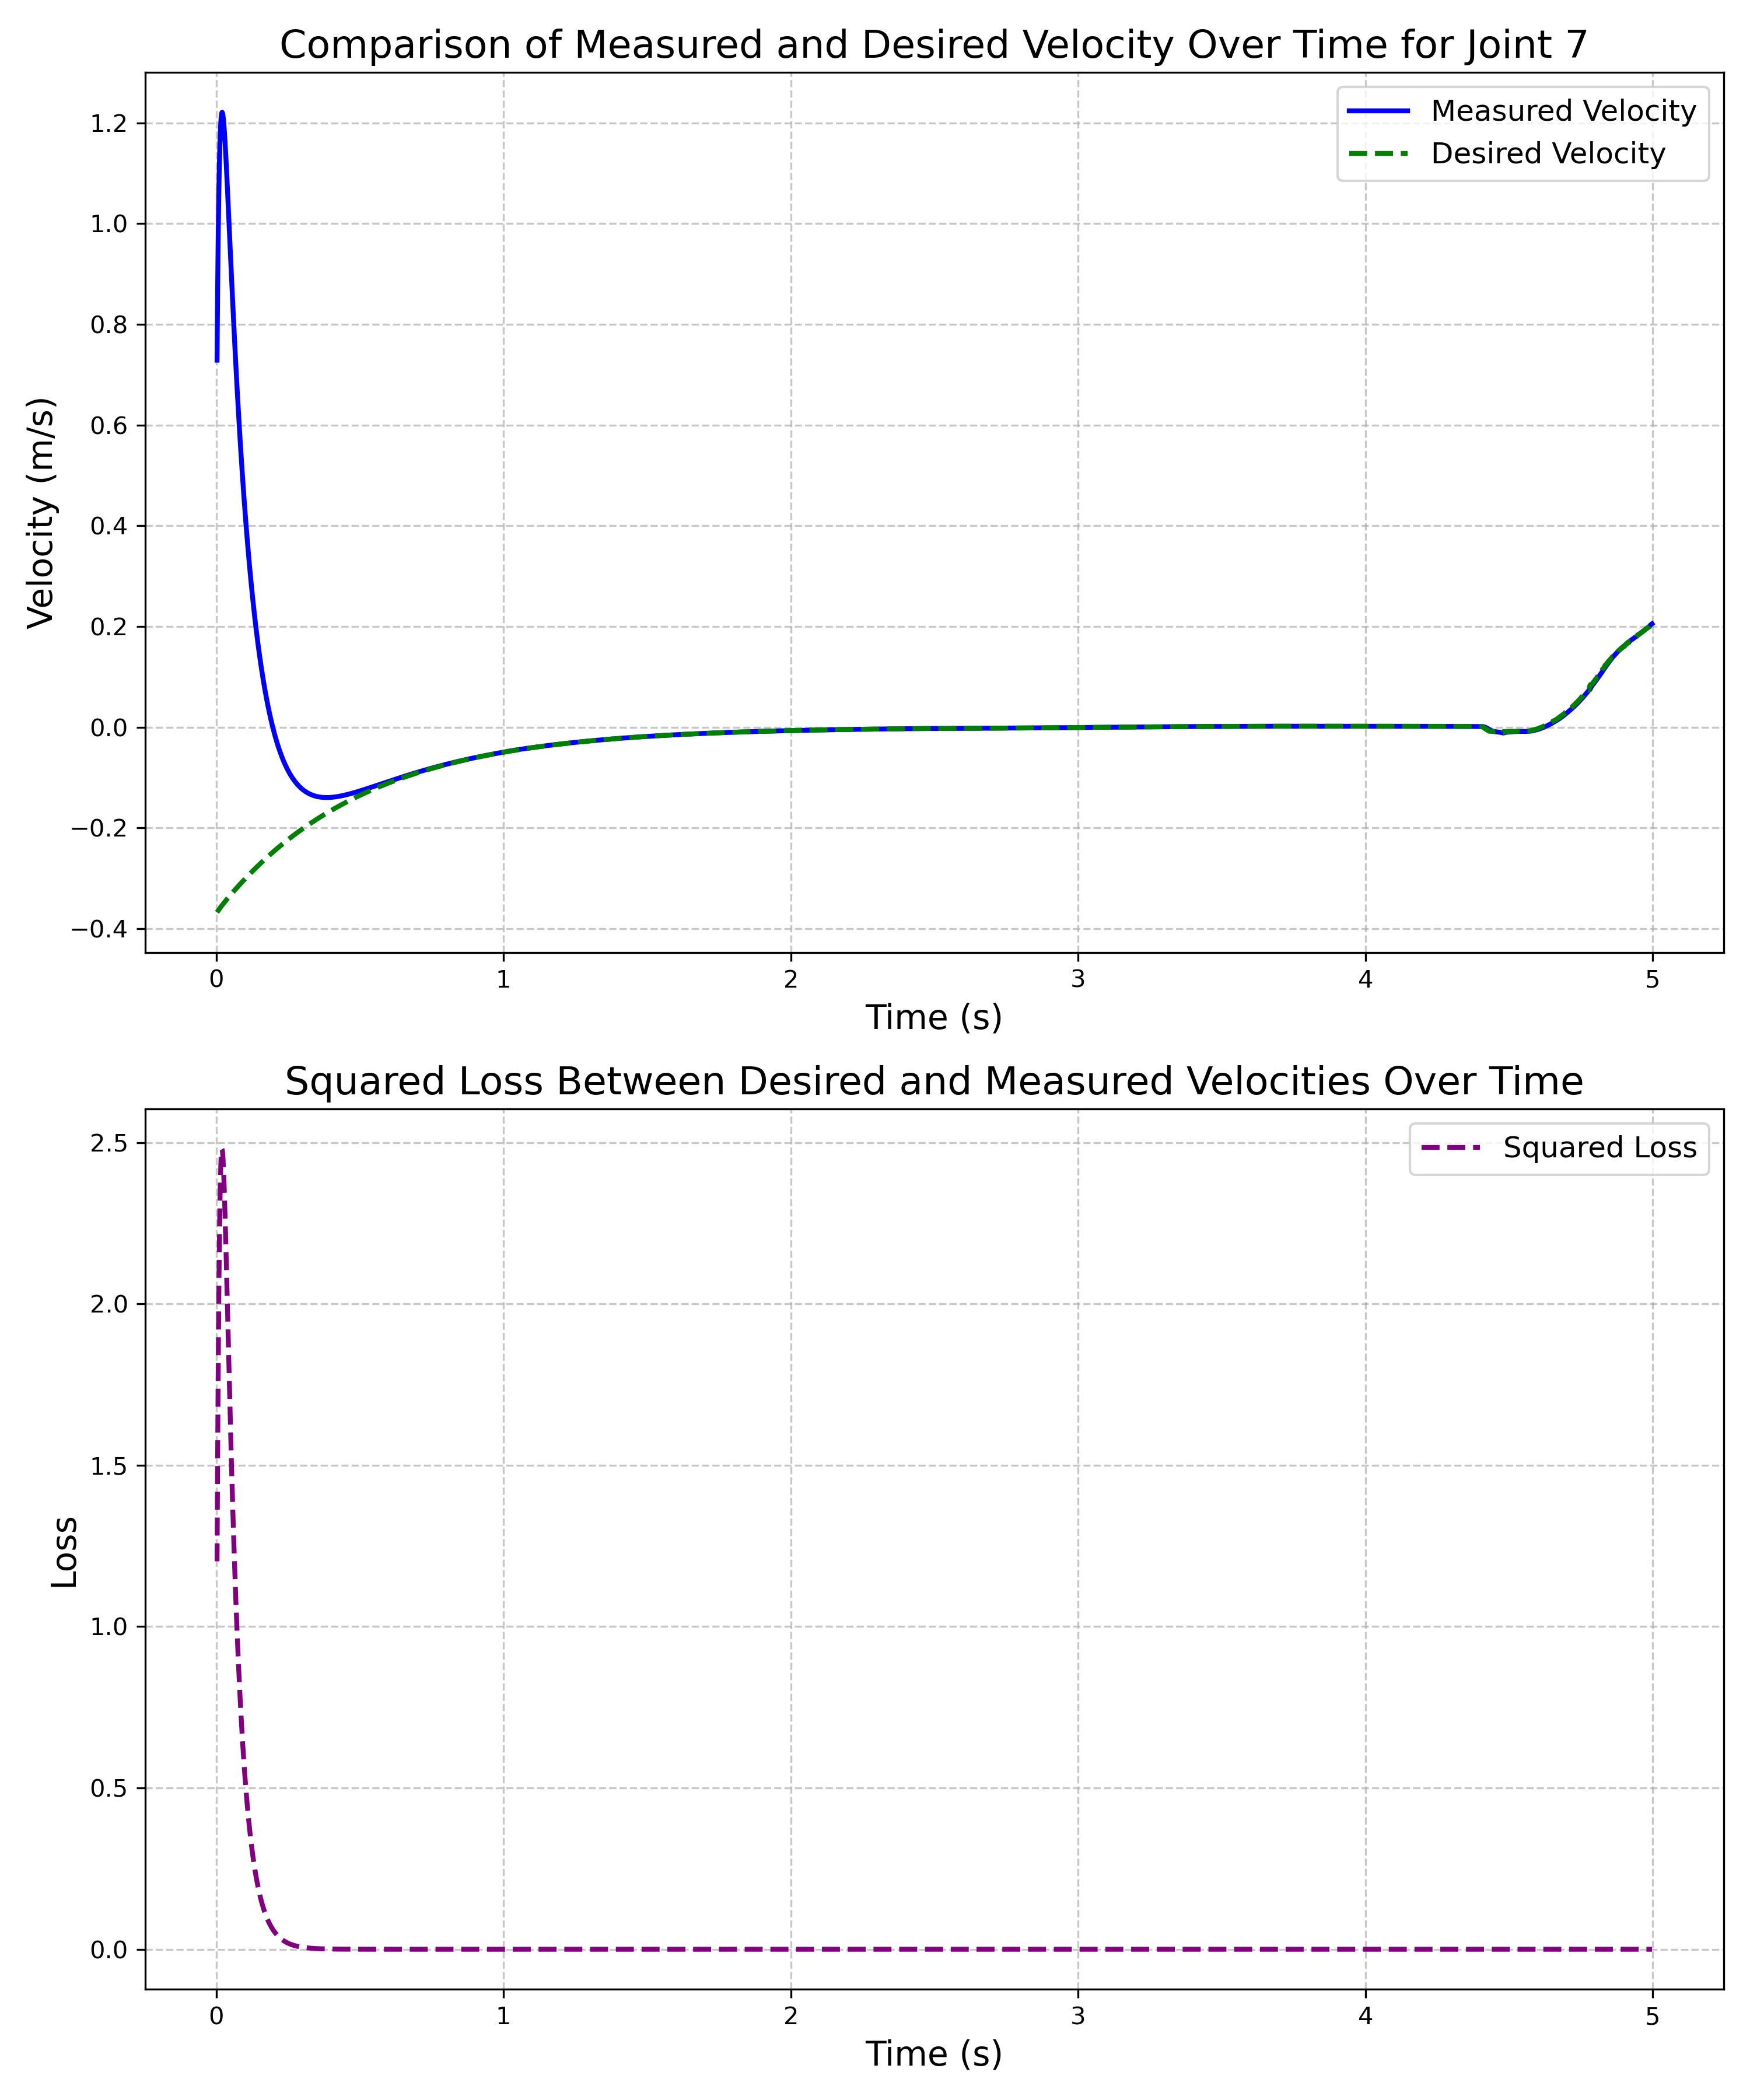 Comparison of Measured and Desired Velocity Over Time for Joint 7
Measured Velocity
Desired Velocity
Velocity (m/s)
1.2
1.0
0.8
0.6
0.4
0.2
0.0
−0.2
−0.4
0 1 2 3 4 5
Time (s)
Squared Loss Between Desired and Measured Velocities Over Time
Squared Loss
Loss
2.5
2.0
1.5
1.0
0.5
0.0
0 1 2 3 4 5
Time (s)